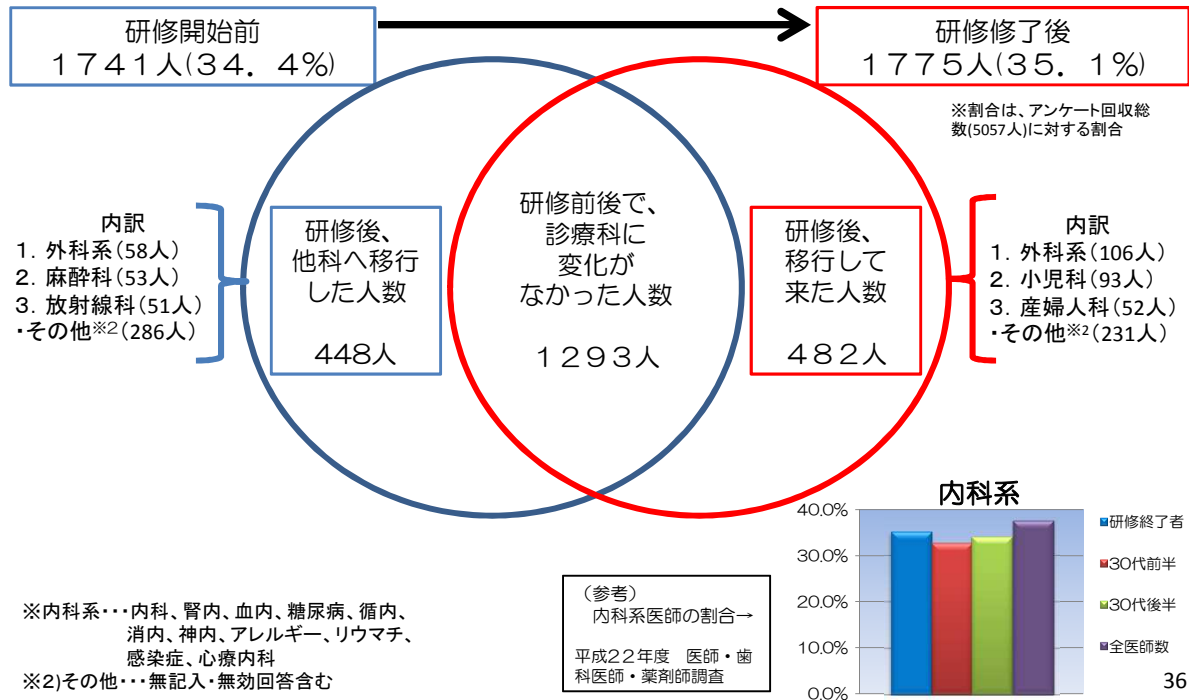 研修開始前
１７４１人(３４．４%)
研修修了後
１７７５人(３５．１%)
※割合は、アンケート回収総
数(5057人)に対する割合
内訳
1. 外科系(58人)
2. 麻酔科(53人)
3. 放射線科(51人)
・その他※2(286人)
研修後、
他科へ移行
した人数
448人
研修前後で、
診療科に
変化が
なかった人数
１２９３人
研修後、
移行して
来た人数
４８２人
内訳
1. 外科系(106人)
2. 小児科(93人)
3. 産婦人科(52人)
・その他※2(231人)
内科系
40.0%
30.0%
20.0%
10.0%
0.0%
研修終了者
30代前半
30代後半
全医師数
（参考）
内科系医師の割合→
平成２２年度　医師・歯
科医師・薬剤師調査
※内科系・・・内科、腎内、血内、糖尿病、循内、
消内、神内、アレルギー、リウマチ、
感染症、心療内科
※2)その他・・・無記入・無効回答含む
36